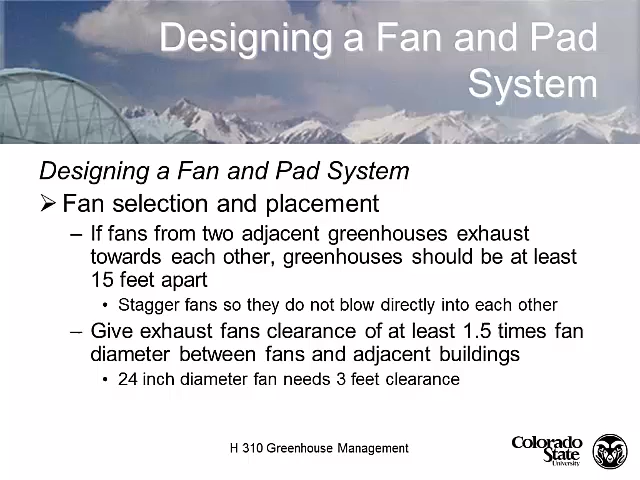 Designing a Fan and Pad
System
Designing a Fan and Pad System
➢ Fan selection and placement
– If fans from two adjacent greenhouses exhaust
towards each other, greenhouses should be at least
15 feet apart
• Stagger fans so they do not blow directly into each other
– Give exhaust fans clearance of at least 1.5 times fan
diameter between fans and adjacent buildings
• 24 inch diameter fan needs 3 feet clearance
H 310 Greenhouse Management
Colorado
State
University